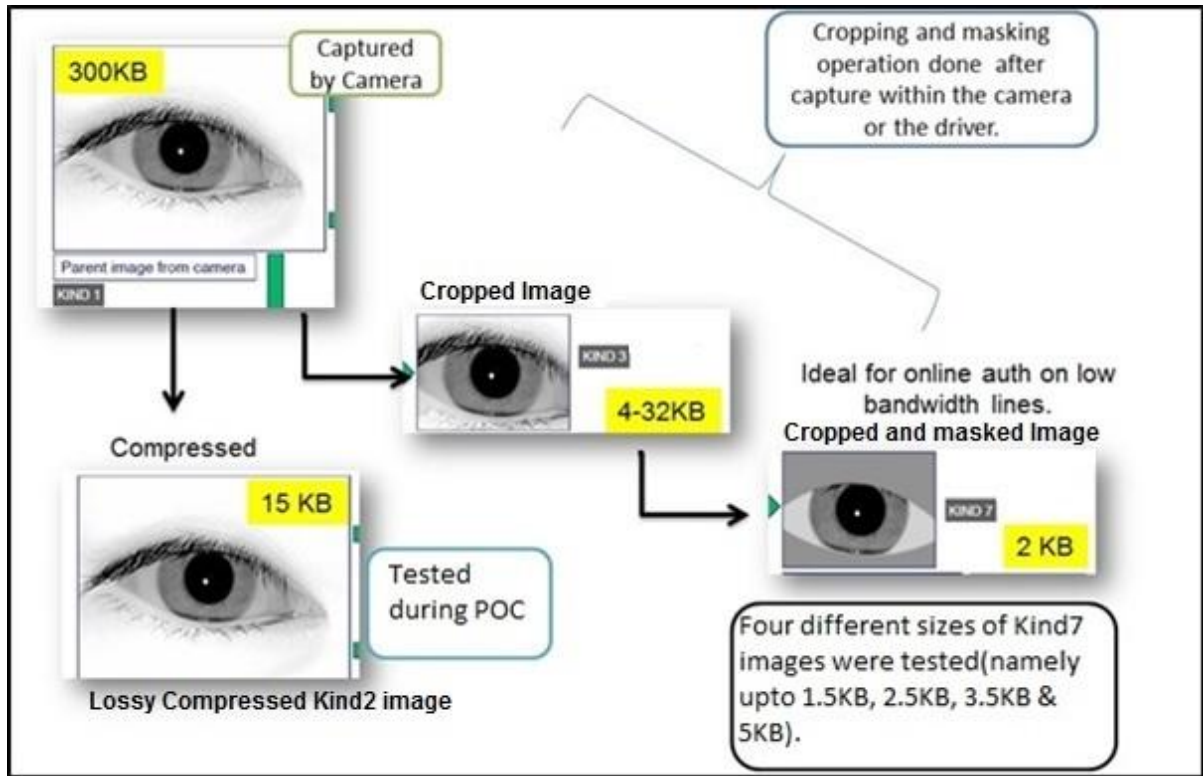 300KB
Captured
by Camera
Parent image from camera
KIND 1
Cropping and masking
operation done after
capture within the camera
or the driver.
Cropped Image
KIND 3
4-32KB
Ideal for online auth on low
bandwidth lines.
Cropped and masked Image
KIND 7
2 KB
Compressed
15 KB
Tested
during POC
Lossy Compressed Kind2 image
Four different sizes of Kind7
images were tested(namely
upto 1.5KB, 2.5KB, 3.5KB &
5KB).